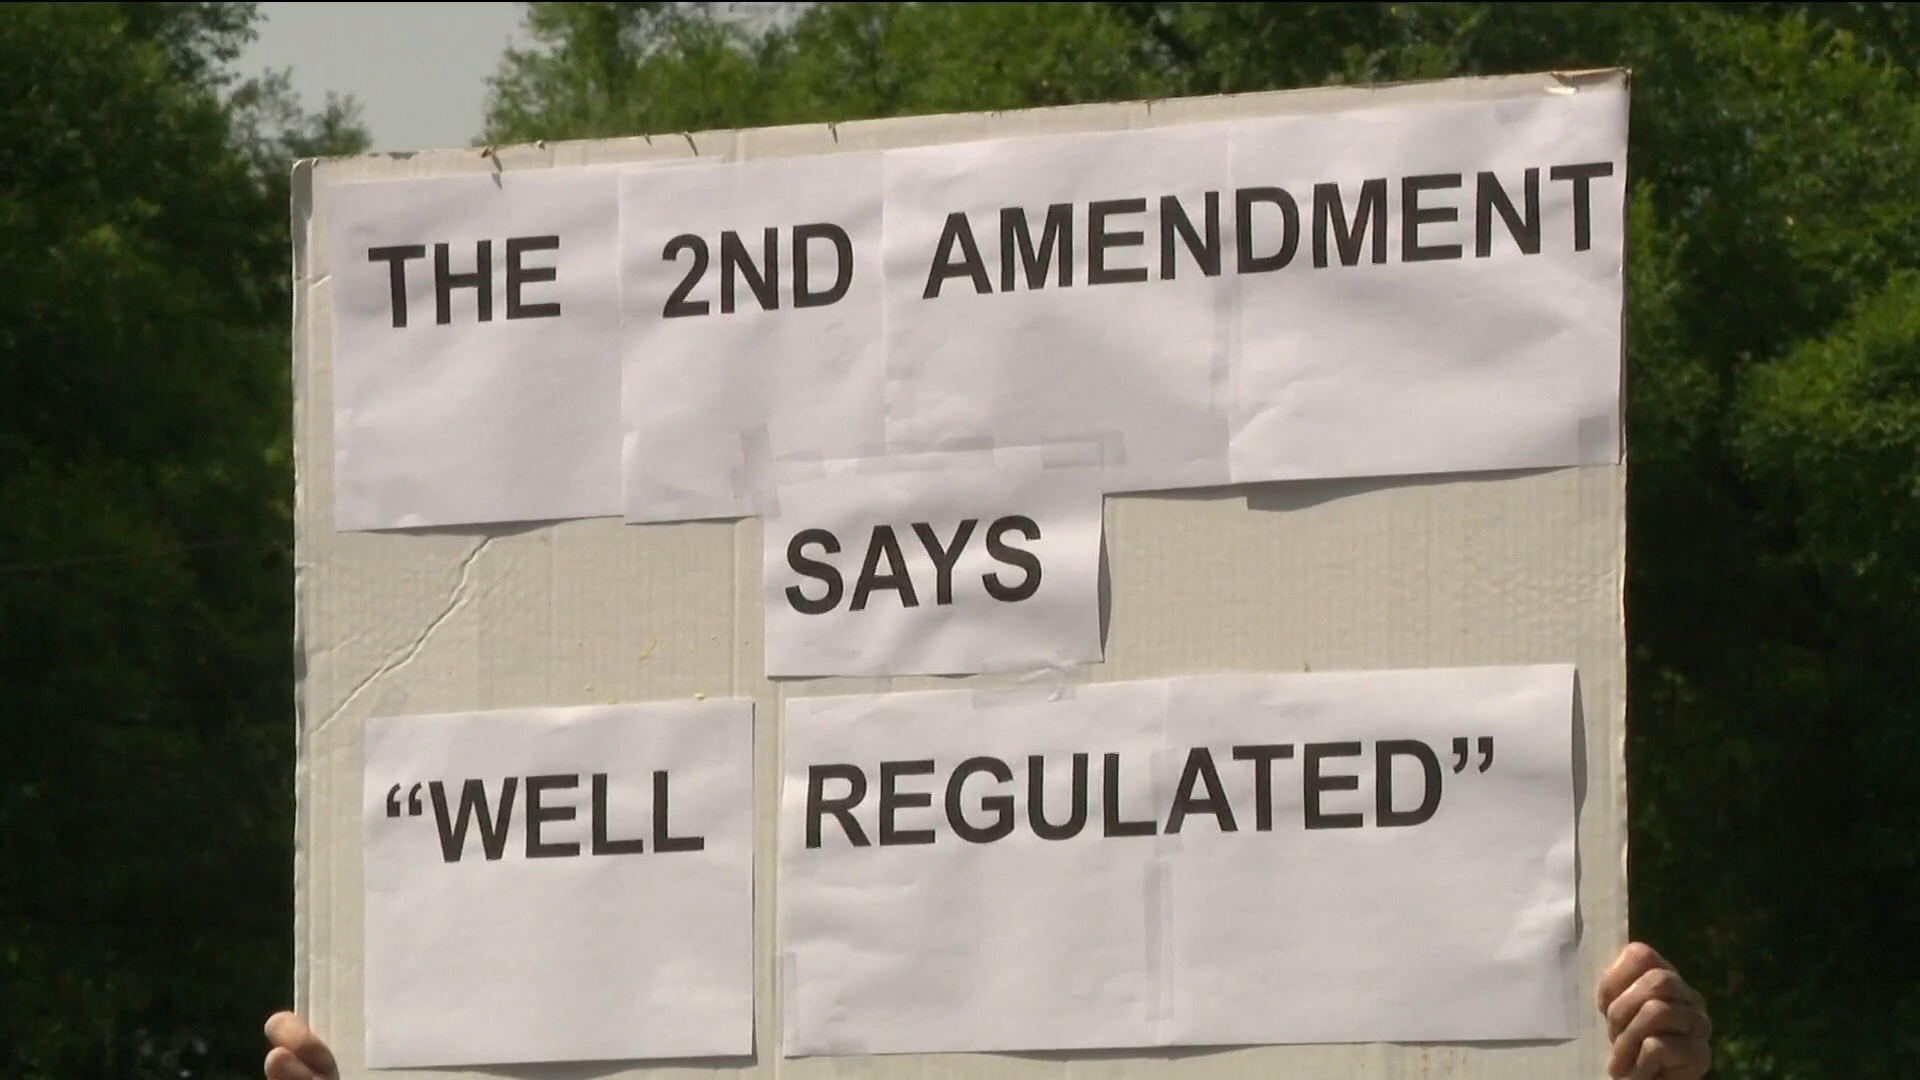 THE 2ND AMENDMENT
SAYS
“WELL REGULATED”